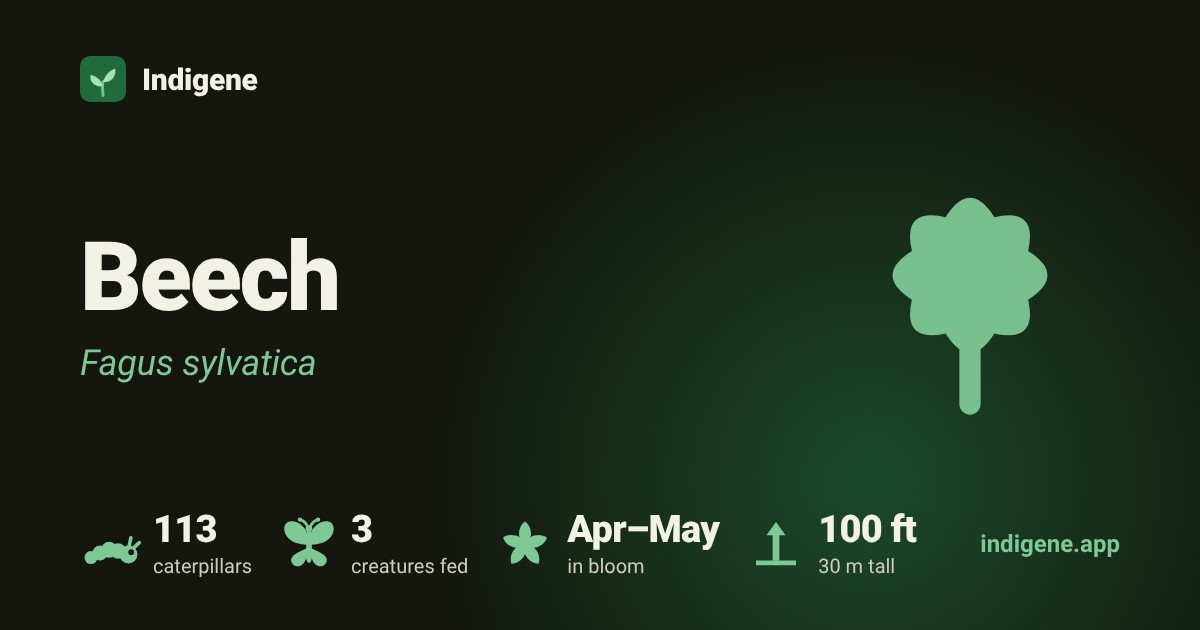 Indigene
Beech
Fagus sylvatica
113
caterpillars
3
creatures fed
Apr–May
in bloom
100 ft
30 m tall
indigene.app